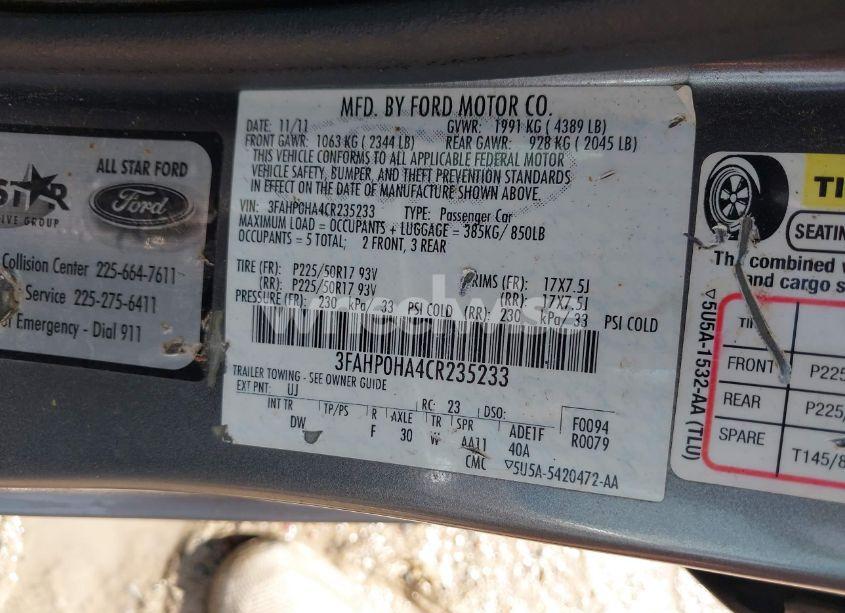 STAR
IVE GROUP
ALL STAR FORD
Ford
Collision Center 225-664-7611
Service 225-275-6411
or Emergency - Dial 911
MFD. BY FORD MOTOR CO.
DATE: 11/11 GVWR: 1991 KG ( 4389 LB)
FRONT GAWR: 1063 KG ( 2344 LB) REAR GAWR: 928 KG ( 2045 LB)
THIS VEHICLE CONFORMS TO ALL APPLICABLE FEDERAL MOTOR
VEHICLE SAFETY, BUMPER, AND THEFT PREVENTION STANDARDS
IN EFFECT ON THE DATE OF MANUFACTURE SHOWN ABOVE.
VIN: 3FAHP0HA4CR235233 TYPE: Passenger Car
MAXIMUM LOAD = OCCUPANTS + LUGGAGE = 385KG/ 850LB
OCCUPANTS = 5 TOTAL; 2 FRONT, 3 REAR
TIRE (FR): P225/50R17 93V RIMS (FR): 17X7.5J
(RR): P225/50R17 93V (RR): 17X7.5J
PRESSURE (FR): 230 kPa/ 33 PSI COLD (RR): 230 kPa/ 33 PSI COLD
3FAHP0HA4CR235233
TRAILER TOWING - SEE OWNER GUIDE
EXT PNT: UJ RC: 23 DSO:
INT TR TP/PS R AXLE TR SPR ADE1F F0094
DW F 30 W AA11 40A R0079
CMC ▽5U5A-5420472-AA
▽5U5A-1532-AA (TLU)
TI
SEATIN
The combined
and cargo s
TI
FRONT P225
REAR P225/
SPARE T145/8
wreckwise